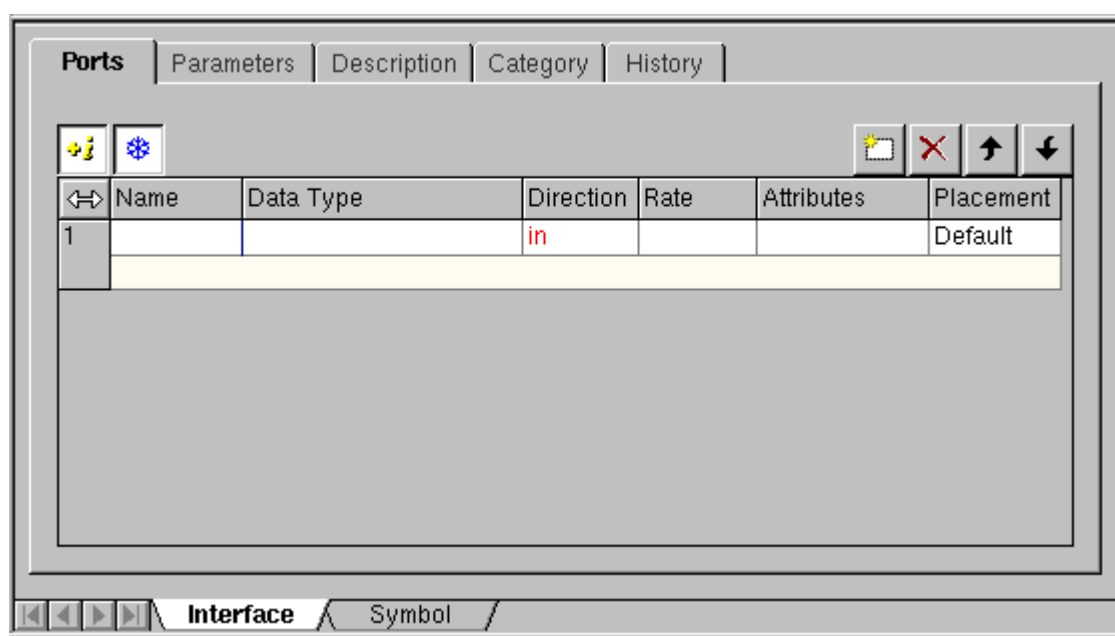 Ports Parameters Description Category History
Name Data Type Direction Rate Attributes Placement
1 in Default
Interface Symbol